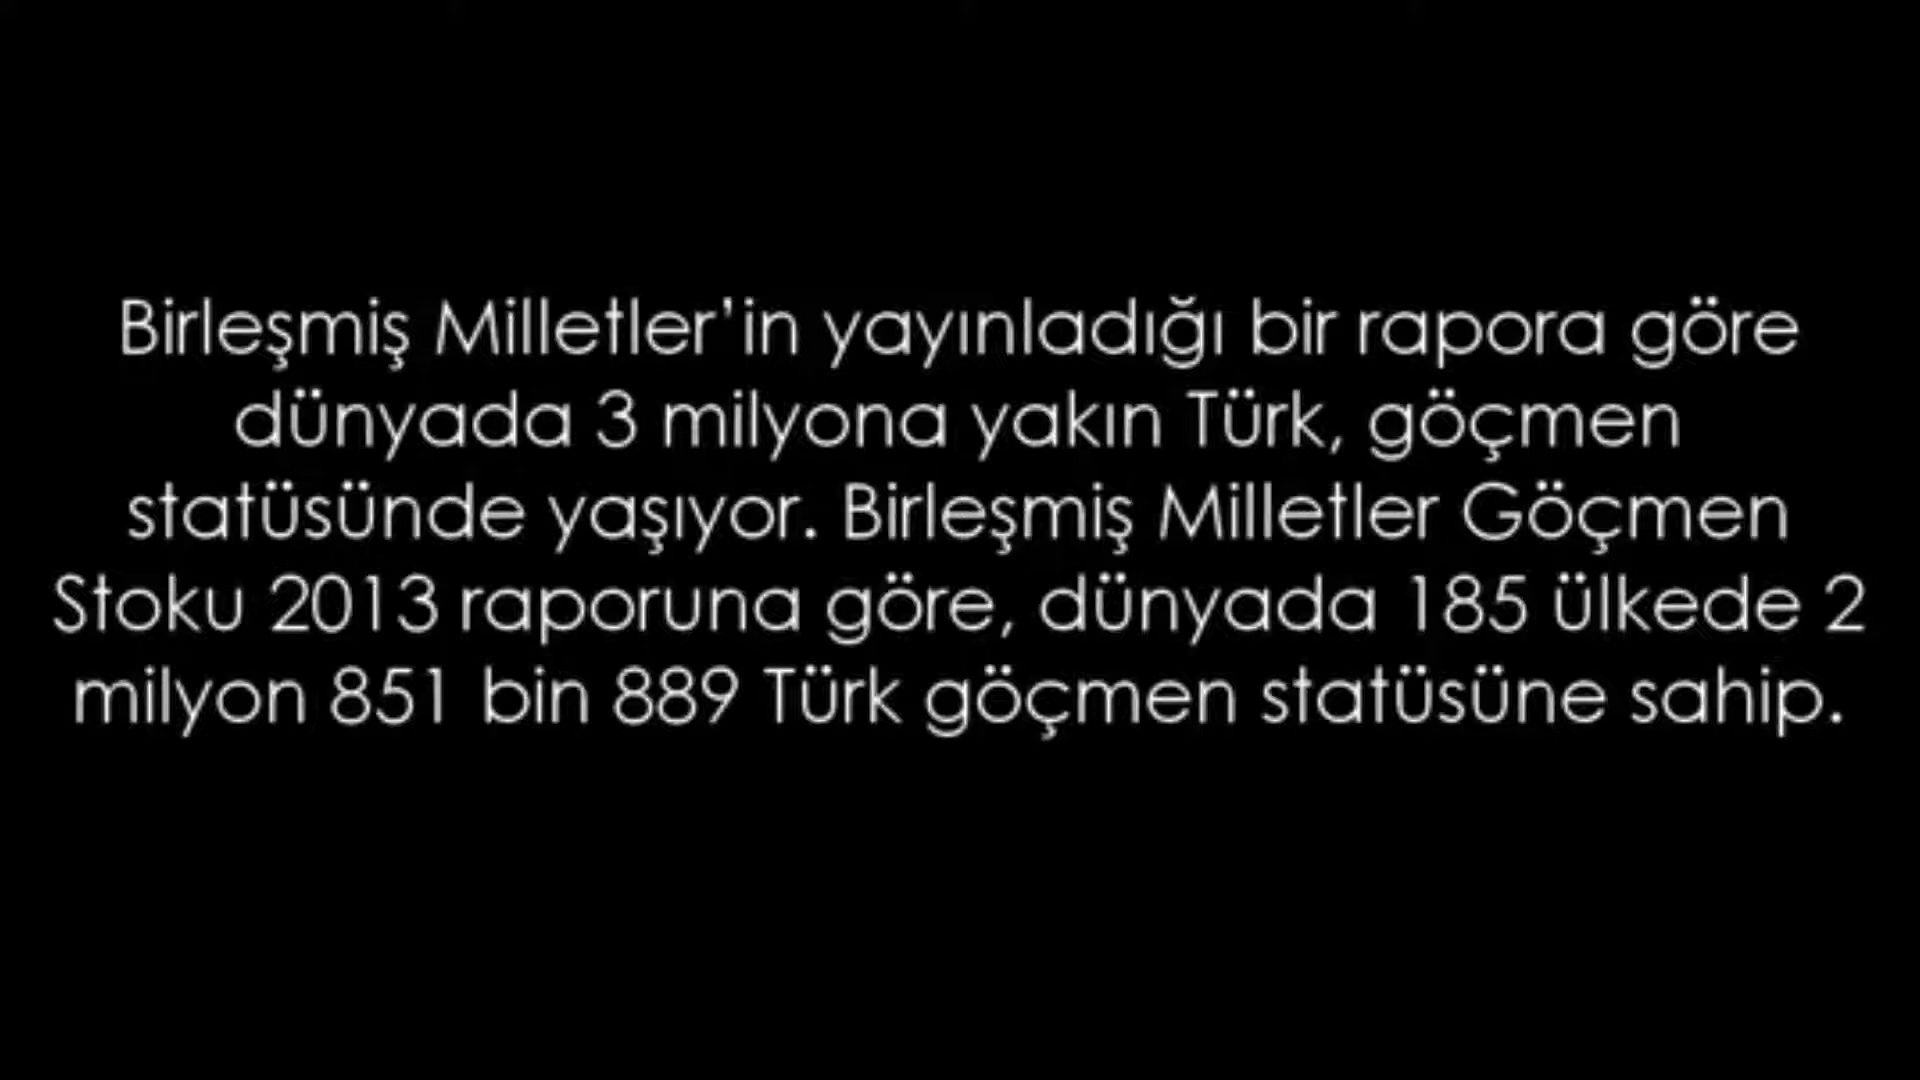 Birleşmiş Milletler’in yayınladığı bir rapora göre
dünyada 3 milyona yakın Türk, göçmen
statüsünde yaşıyor. Birleşmiş Milletler Göçmen
Stoku 2013 raporuna göre, dünyada 185 ülkede 2
milyon 851 bin 889 Türk göçmen statüsüne sahip.